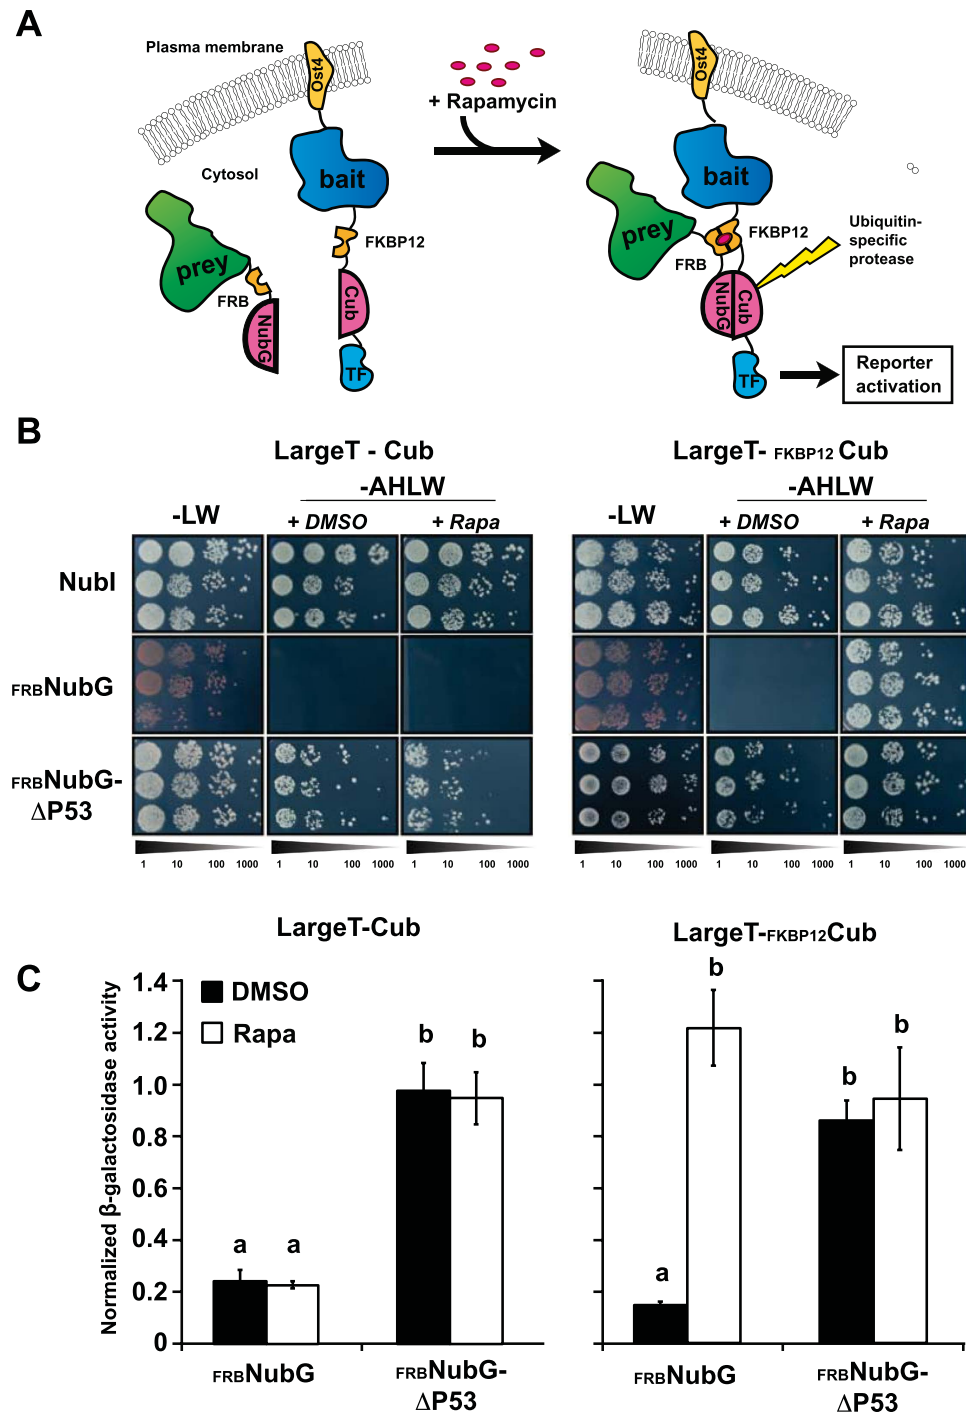 A
Plasma membrane
Ost4
Ost4
+ Rapamycin
Cytosol
bait
bait
prey
FRB
FKBP12
NubG
Cub
TF
prey
FRB
FKBP12
Ubiquitin-
specific
protease
NubG
Cub
TF
Reporter
activation
B
LargeT - Cub
LargeT- FKBP12 Cub
-AHLW
-AHLW
-LW
+ DMSO
+ Rapa
-LW
+ DMSO
+ Rapa
NubI
FRBNubG
FRBNubG-
ΔP53
1 10 100 1000 1 10 100 1000 1 10 100 1000
1 10 100 1000 1 10 100 1000 1 10 100 1000
C
LargeT-Cub
LargeT-FKBP12Cub
Normalized β-galactosidase activity
1.4
1.2
1.0
0.8
0.6
0.4
0.2
0
DMSO
Rapa
a
a
b
b
a
b
b
b
FRBNubG
FRBNubG-
ΔP53
FRBNubG
FRBNubG-
ΔP53